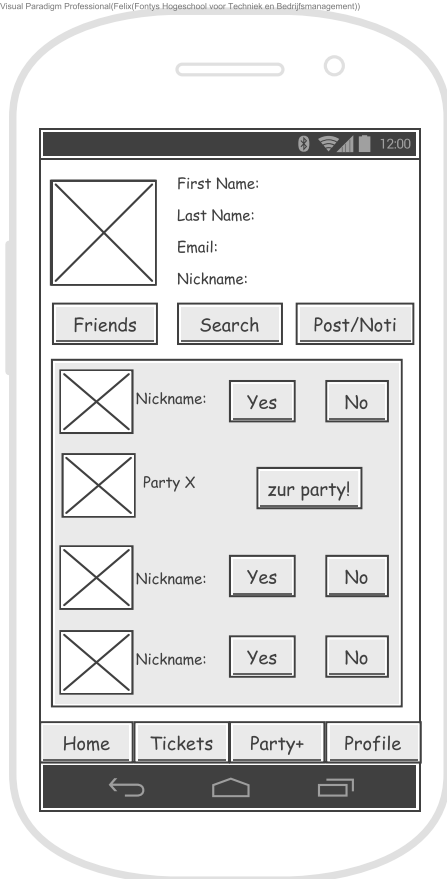 Visual Paradigm Professional(Felix(Fontys Hogeschool voor Techniek en Bedrijfsmanagement))
12:00
First Name:
Last Name:
Email:
Nickname:
Friends Search Post/Noti
Nickname: Yes No
Party X zur party!
Nickname: Yes No
Nickname: Yes No
Home Tickets Party+ Profile